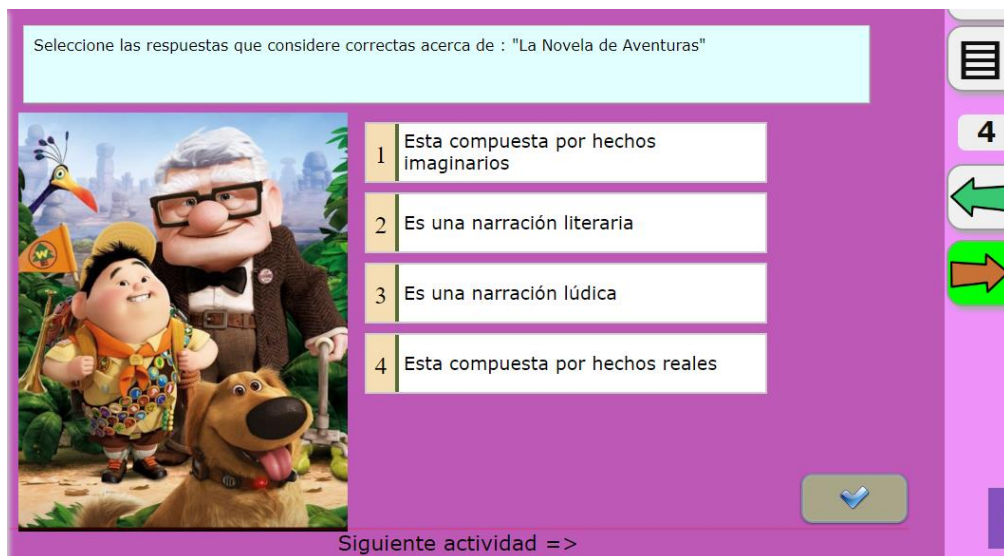 Seleccione las respuestas que considere correctas acerca de : "La Novela de Aventuras"
1
Esta compuesta por hechos
imaginarios
2
Es una narración literaria
3
Es una narración lúdica
4
Esta compuesta por hechos reales
4
W
Siguiente actividad =>